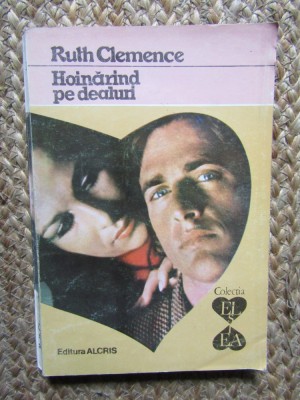 Ruth Clemence
Hoinărind
pe dealuri
Colecția
EL
ȘI
EA
Editura ALCRIS